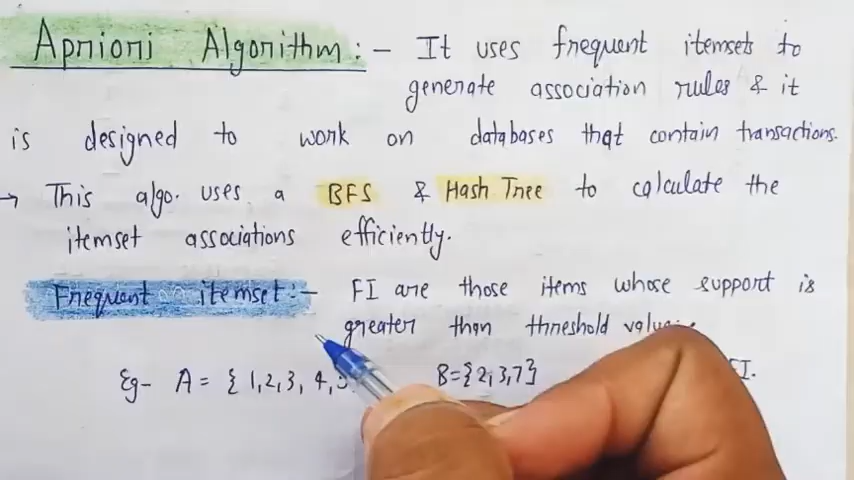 Apriori Algorithm :- It uses frequent itemsets to
generate association rules & it
is designed to work on databases that contain transactions.
→ This algo. uses a BFS & Hash Tree to calculate the
itemset associations efficiently.
Frequent itemset :- FI are those items whose support is
greater than threshold value
Eg- A = { 1,2,3, 4, B={2,3,7} FI.